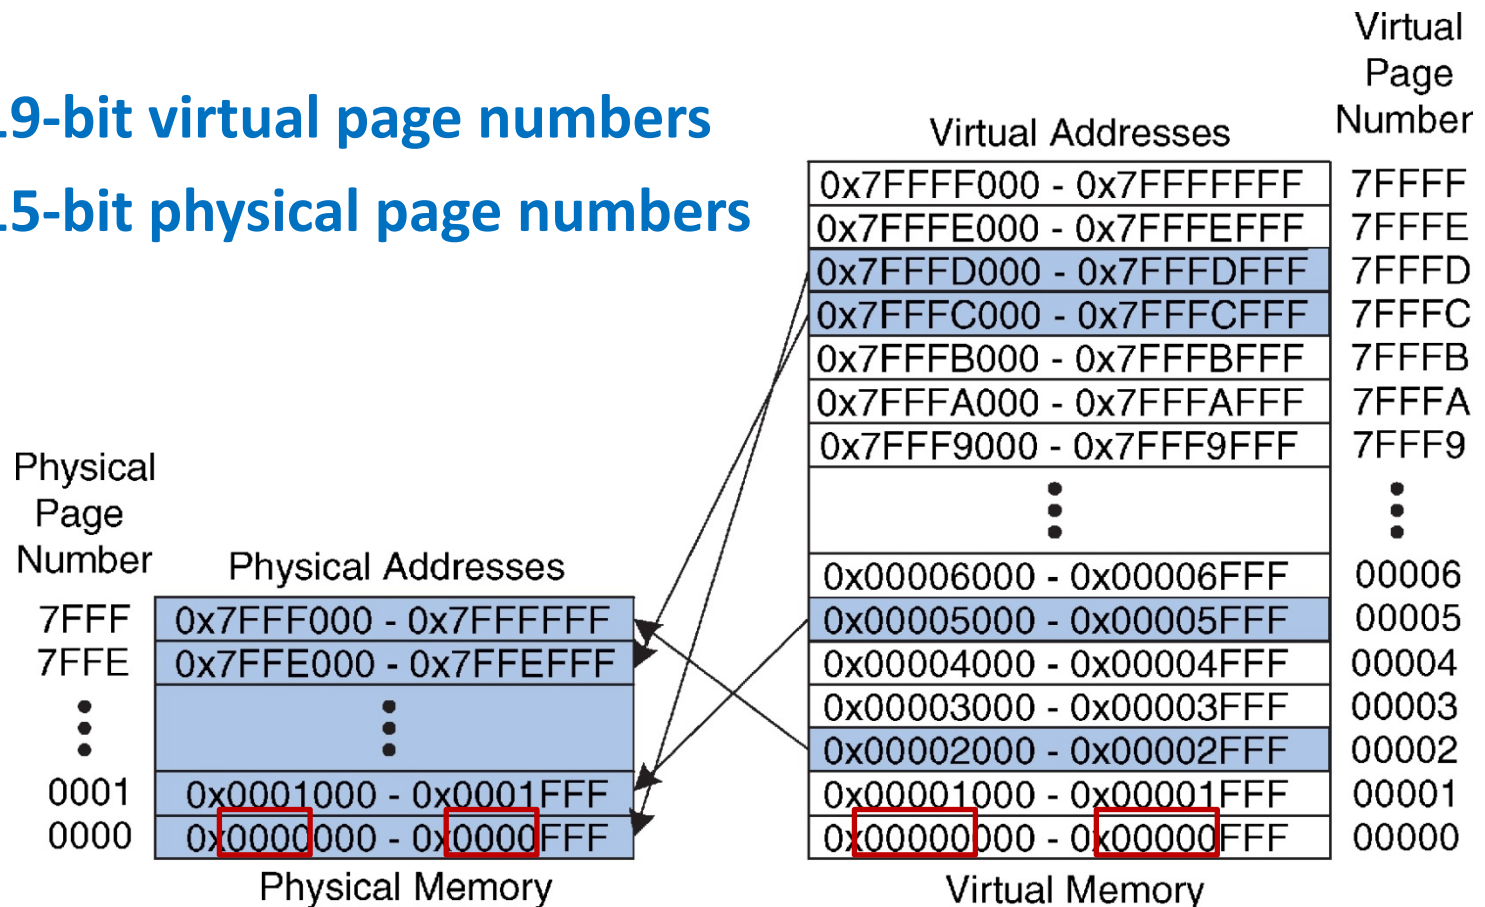 19-bit virtual page numbers
15-bit physical page numbers
Virtual
Page
Number
Virtual Addresses
0x7FFFF000 - 0x7FFFFFFF 7FFFF
0x7FFFE000 - 0x7FFFEFFF 7FFFE
0x7FFFD000 - 0x7FFFDFFF 7FFFD
0x7FFFC000 - 0x7FFFCFFF 7FFFC
0x7FFFB000 - 0x7FFFBFFF 7FFFB
0x7FFFA000 - 0x7FFFAFFF 7FFFA
0x7FFF9000 - 0x7FFF9FFF 7FFF9
0x00006000 - 0x00006FFF 00006
0x00005000 - 0x00005FFF 00005
0x00004000 - 0x00004FFF 00004
0x00003000 - 0x00003FFF 00003
0x00002000 - 0x00002FFF 00002
0x00001000 - 0x00001FFF 00001
0x00000000 - 0x00000FFF 00000
Virtual Memory
Physical
Page
Number
Physical Addresses
7FFF 0x7FFF000 - 0x7FFFFFF
7FFE 0x7FFE000 - 0x7FFEFFF
0001 0x0001000 - 0x0001FFF
0000 0x0000000 - 0x0000FFF
Physical Memory